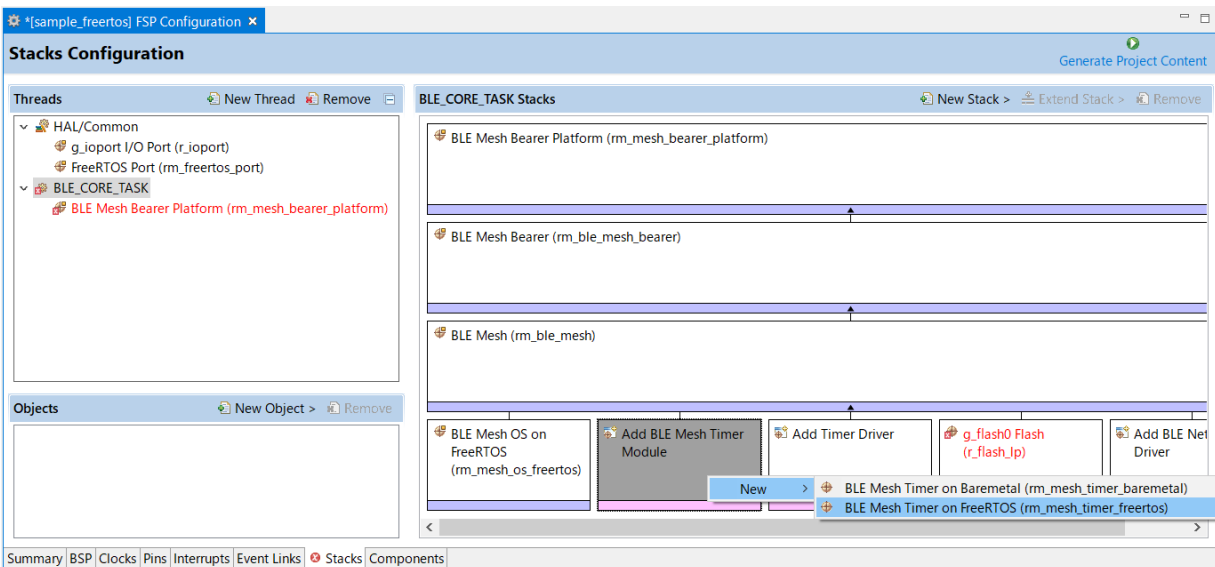 *[sample_freertos] FSP Configuration
Stacks Configuration
Generate Project Content
Threads
New Thread
Remove
HAL/Common
g_ioport I/O Port (r_ioport)
FreeRTOS Port (rm_freertos_port)
BLE_CORE_TASK
BLE Mesh Bearer Platform (rm_mesh_bearer_platform)
Objects
New Object >
Remove
BLE_CORE_TASK Stacks
New Stack >
Extend Stack >
Remove
BLE Mesh Bearer Platform (rm_mesh_bearer_platform)
BLE Mesh Bearer (rm_ble_mesh_bearer)
BLE Mesh (rm_ble_mesh)
BLE Mesh OS on
FreeRTOS
(rm_mesh_os_freertos)
Add BLE Mesh Timer
Module
Add Timer Driver
g_flash0 Flash
(r_flash_lp)
Add BLE Net
Driver
New
BLE Mesh Timer on Baremetal (rm_mesh_timer_baremetal)
BLE Mesh Timer on FreeRTOS (rm_mesh_timer_freertos)
Summary BSP Clocks Pins Interrupts Event Links Stacks Components